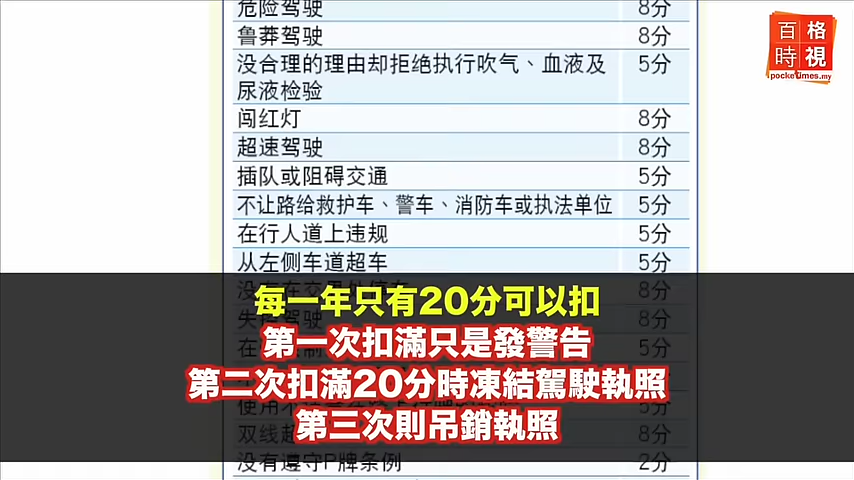 危险驾驶 8分
百格
時視
pocketimes.my
鲁莽驾驶 8分
没合理的理由却拒绝执行吹气、血液及 5分
尿液检验
闯红灯 8分
超速驾驶 8分
插队或阻碍交通 5分
不让路给救护车、警车、消防车或执法单位 5分
在行人道上违规 5分
从左侧车道超车 5分
8分
每一年只有20分可以扣
失控驾驶 8分
第一次扣滿只是發警告
5分
第二次扣滿20分時凍結駕駛執照
5分
第三次則吊銷執照
双线超 8分
没有遵守P牌条例 2分